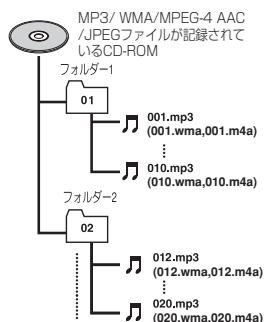 MP3/ WMA/MPEG-4 AAC
/JPEGファイルが記録されて
いるCD-ROM
フォルダー1
01
001.mp3
(001.wma,001.m4a)
010.mp3
(010.wma,010.m4a)
フォルダー2
02
012.mp3
(012.wma,012.m4a)
020.mp3
(020.wma,020.m4a)